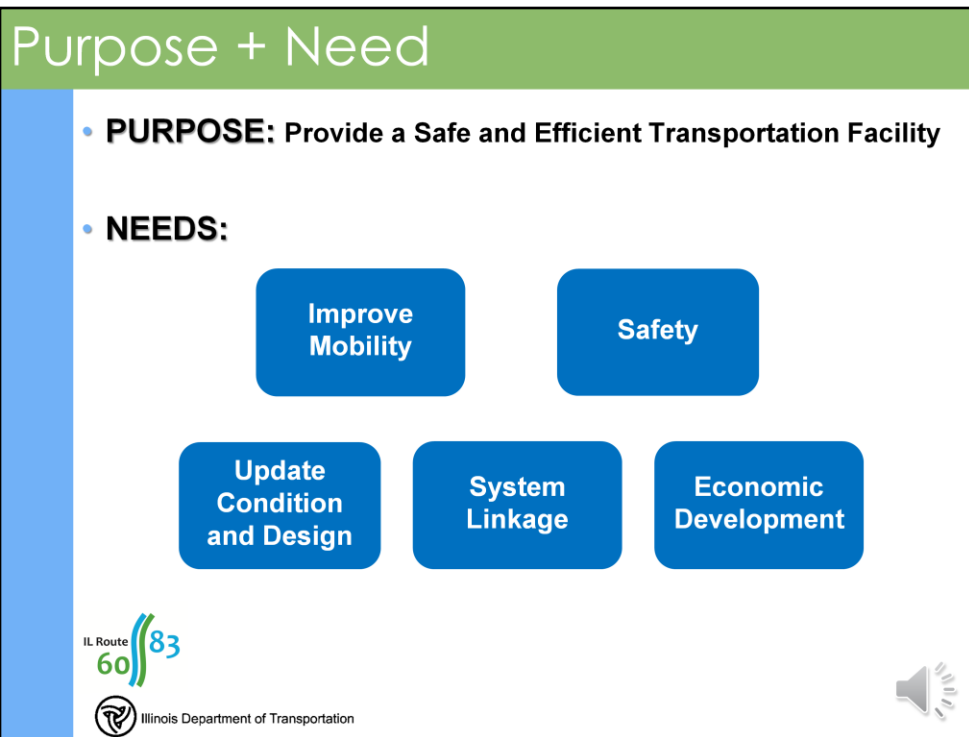 Purpose + Need
• PURPOSE: Provide a Safe and Efficient Transportation Facility
• NEEDS:
Improve
Mobility
Safety
Update
Condition
and Design
System
Linkage
Economic
Development
IL Route
60
83
Illinois Department of Transportation